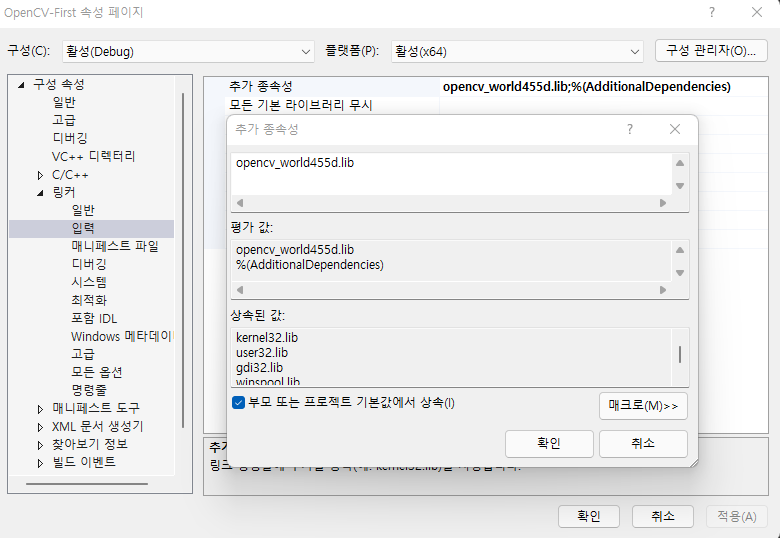 OpenCV-First 속성 페이지
구성(C): 활성(Debug) 플랫폼(P): 활성(x64) 구성 관리자(O)...
구성 속성
일반
고급
디버깅
VC++ 디렉터리
C/C++
링커
일반
입력
매니페스트 파일
디버깅
시스템
최적화
포함 IDL
Windows 메타데이
고급
모든 옵션
명령줄
매니페스트 도구
XML 문서 생성기
찾아보기 정보
빌드 이벤트
추가 종속성 opencv_world455d.lib;%(AdditionalDependencies)
모든 기본 라이브러리 무시
추가 종속성
opencv_world455d.lib
평가 값:
opencv_world455d.lib
%(AdditionalDependencies)
상속된 값:
kernel32.lib
user32.lib
gdi32.lib
winspool.lib
부모 또는 프로젝트 기본값에서 상속(I)
매크로(M)>>
확인 취소
확인 취소 적용(A)